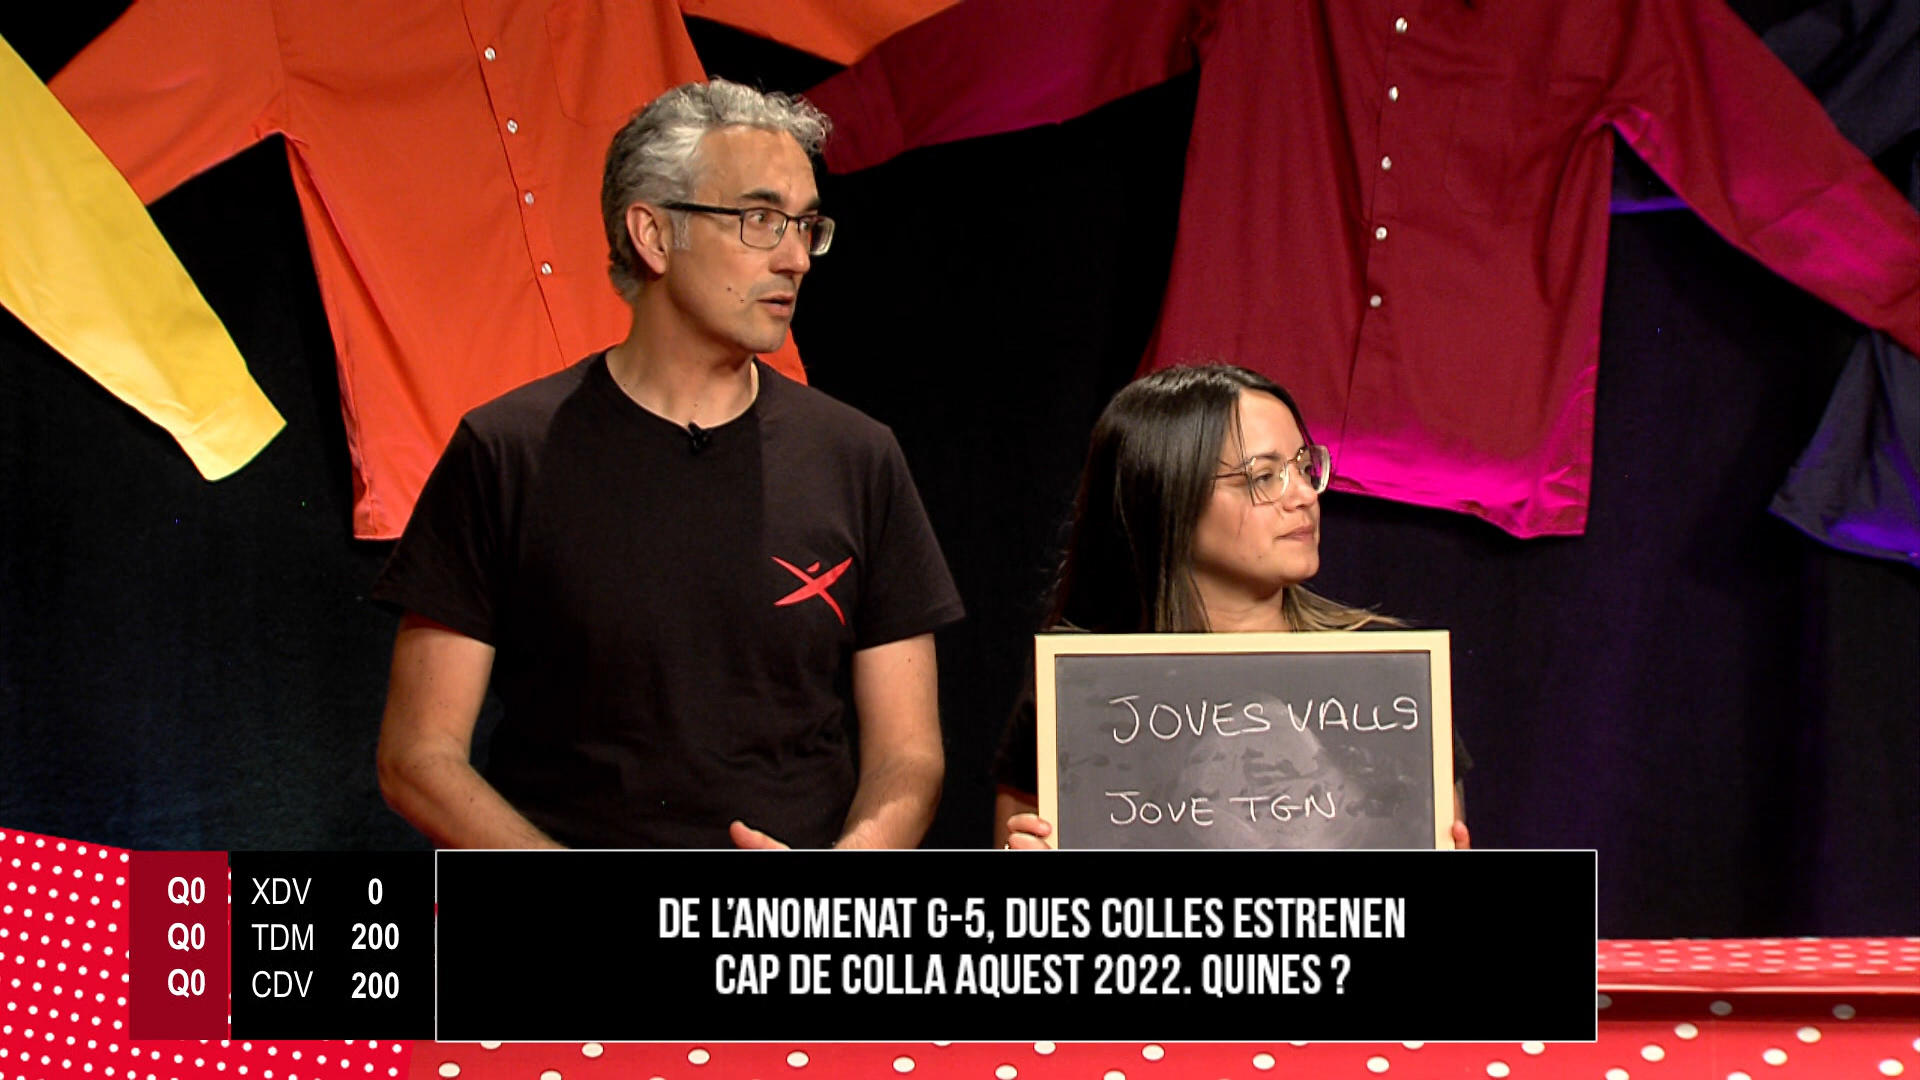 JOVES VALLS
JOVE TGN
Q0 XDV 0
Q0 TDM 200
Q0 CDV 200
DE L'ANOMENAT G-5, DUES COLLES ESTRENEN
CAP DE COLLA AQUEST 2022. QUINES ?